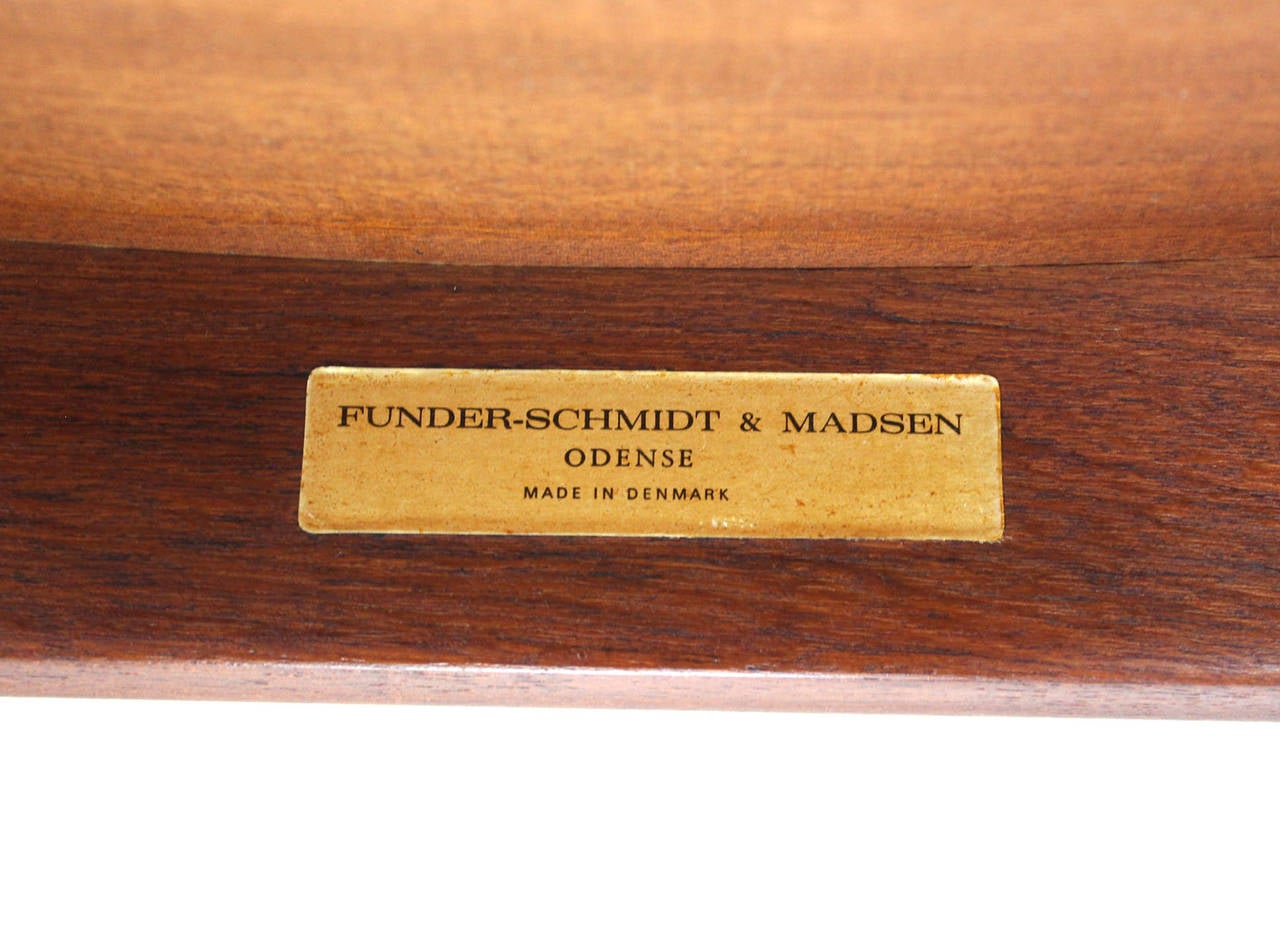 FUNDER-SCHMIDT & MADSEN
ODENSE
MADE IN DENMARK